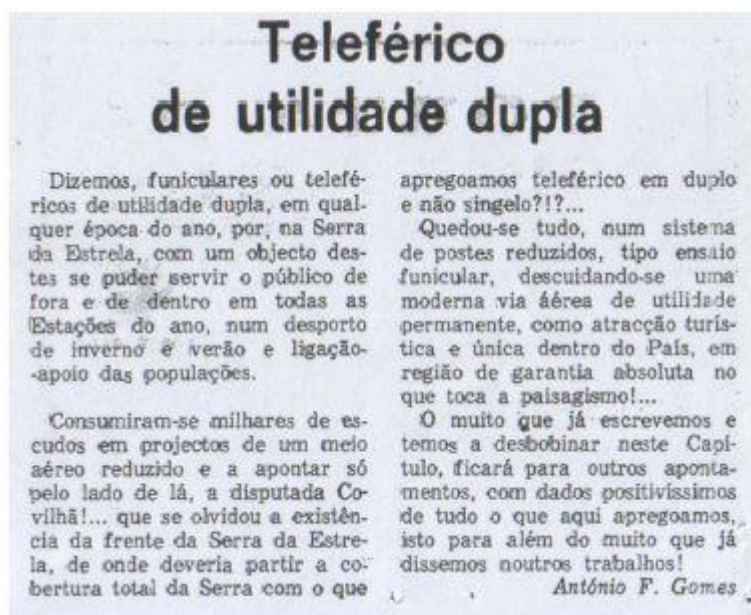 Teleférico
de utilidade dupla
Dizemos, funiculares ou telefé-
ricos de utilidade dupla, em qual-
quer época do ano, por, na Serra
da Estrela, com um objecto des-
tes se puder servir o público de
fora e de dentro em todas as
Estações do ano, num desporto
de inverno e verão e ligação-
-apoio das populações.
Consumiram-se milhares de es-
cudos em projectos de um meio
aéreo reduzido e a apontar só
pelo lado de lá, a disputada Co-
vilhã!... que se olvidou a existên-
cia da frente da Serra da Estre-
la, de onde deveria partir a co-
bertura total da Serra com o que
apregoamos teleférico em duplo
e não singelo?!?...
Quedou-se tudo, num sistema
de postes reduzidos, tipo ensaio
funicular, descuidando-se uma
moderna via áérea de utilidade
permanente, como atracção turís-
tica e única dentro do País, em
região de garantia absoluta no
que toca a paisagismo!...
O muito que já escrevemos e
temos a desbobinar neste Capí-
tulo, ficará para outros aponta-
mentos, com dados positivíssimos
de tudo o que aqui apregoamos,
isto para além do muito que já
dissemos noutros trabalhos!
António F. Gomes